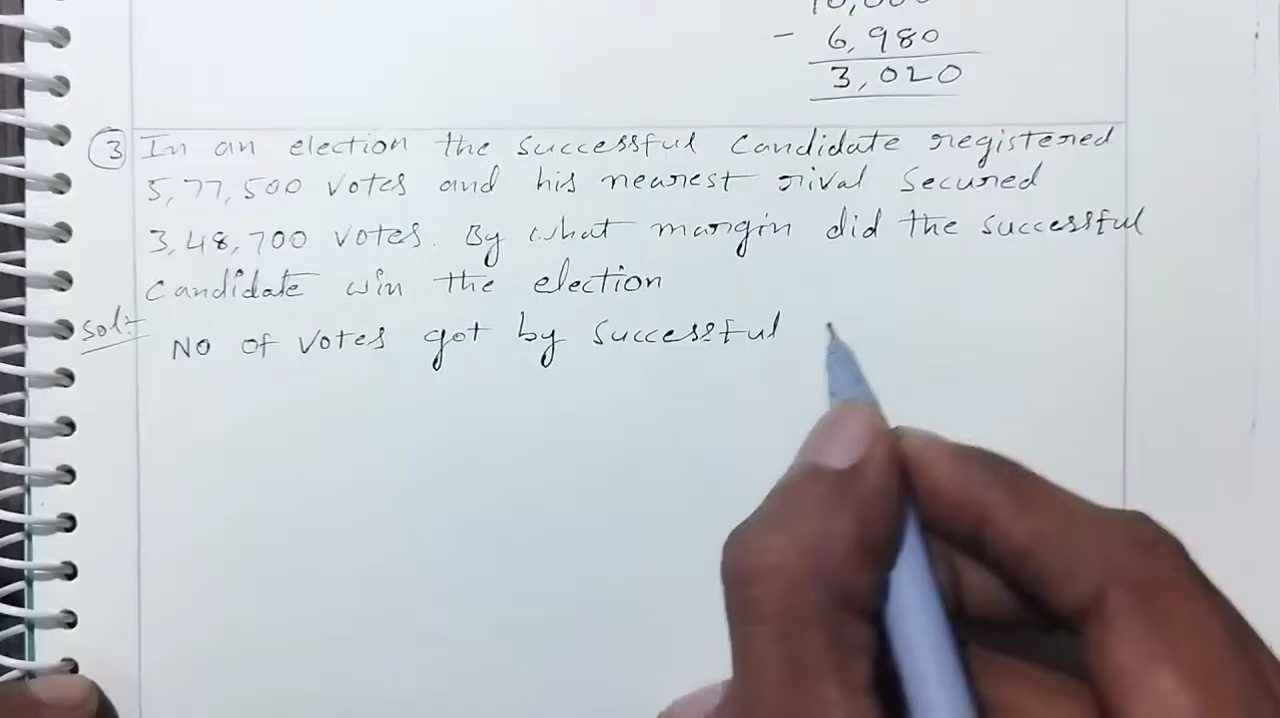 - 6,980
3,020
③ In an election the successful candidate registered
5,77,500 votes and his nearest rival secured
3,48,700 votes. By what margin did the successful
candidate win the election
Sol:-
No of votes got by successful